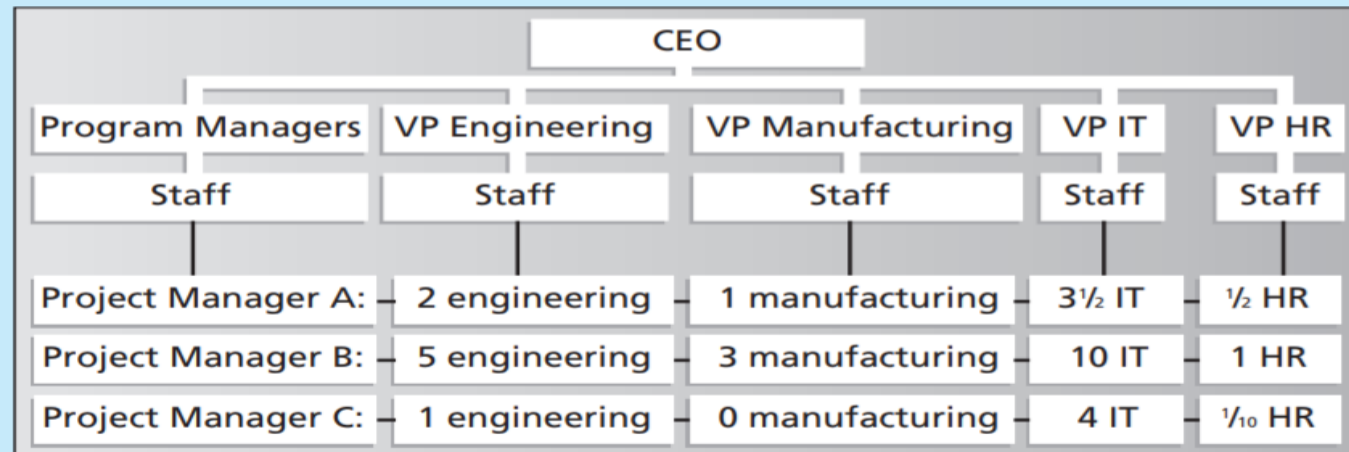 CEO
Program Managers VP Engineering VP Manufacturing VP IT VP HR
Staff Staff Staff Staff Staff
Project Manager A: 2 engineering 1 manufacturing 3½ IT ½ HR
Project Manager B: 5 engineering 3 manufacturing 10 IT 1 HR
Project Manager C: 1 engineering 0 manufacturing 4 IT 1/10 HR